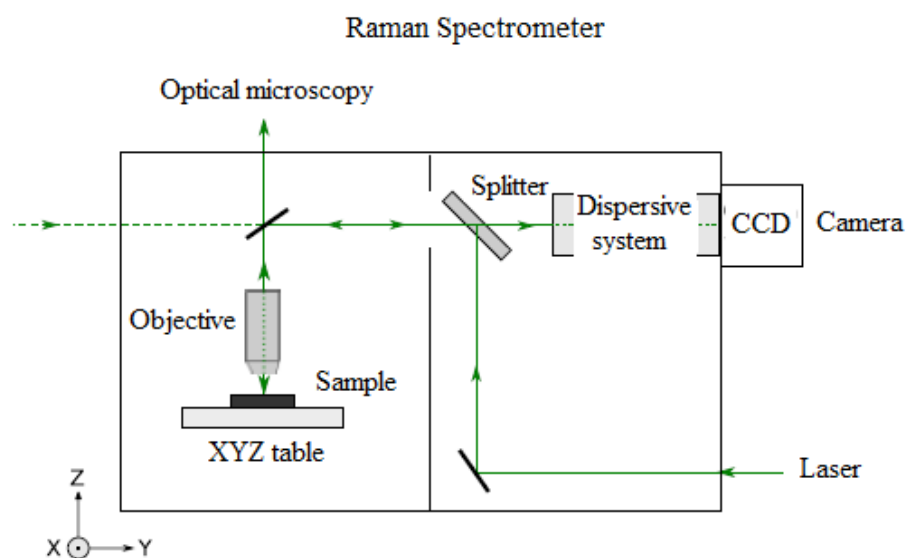 Raman Spectrometer
Optical microscopy
Splitter
Dispersive
system
CCD
Camera
Objective
Sample
XYZ table
Laser
Z
X
Y